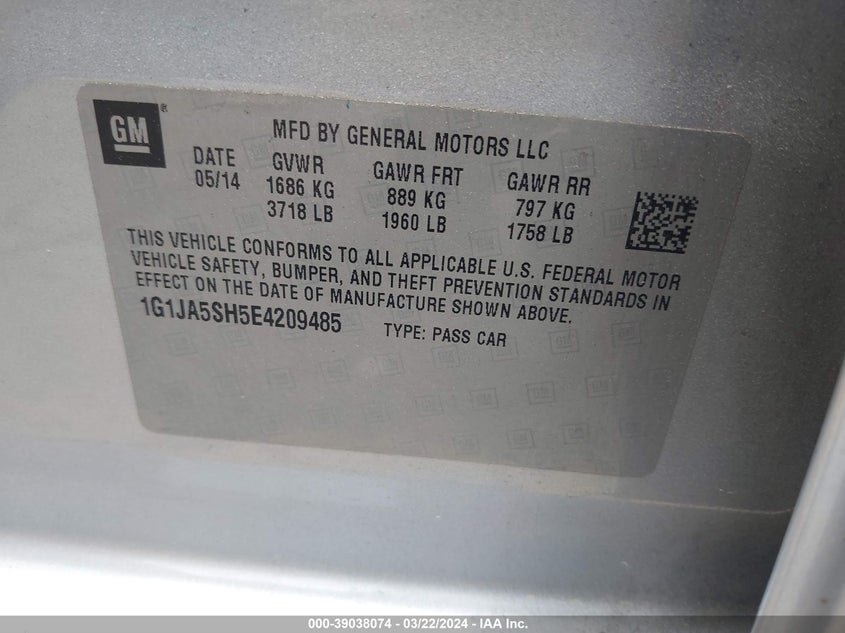 GM
MFD BY GENERAL MOTORS LLC
DATE GVWR GAWR FRT GAWR RR
05/14 1686 KG 889 KG 797 KG
3718 LB 1960 LB 1758 LB
THIS VEHICLE CONFORMS TO ALL APPLICABLE U.S. FEDERAL MOTOR
VEHICLE SAFETY, BUMPER, AND THEFT PREVENTION STANDARDS IN
EFFECT ON THE DATE OF MANUFACTURE SHOWN ABOVE.
1G1JA5SH5E4209485 TYPE: PASS CAR
000-39038074 - 03/22/2024 - IAA Inc.